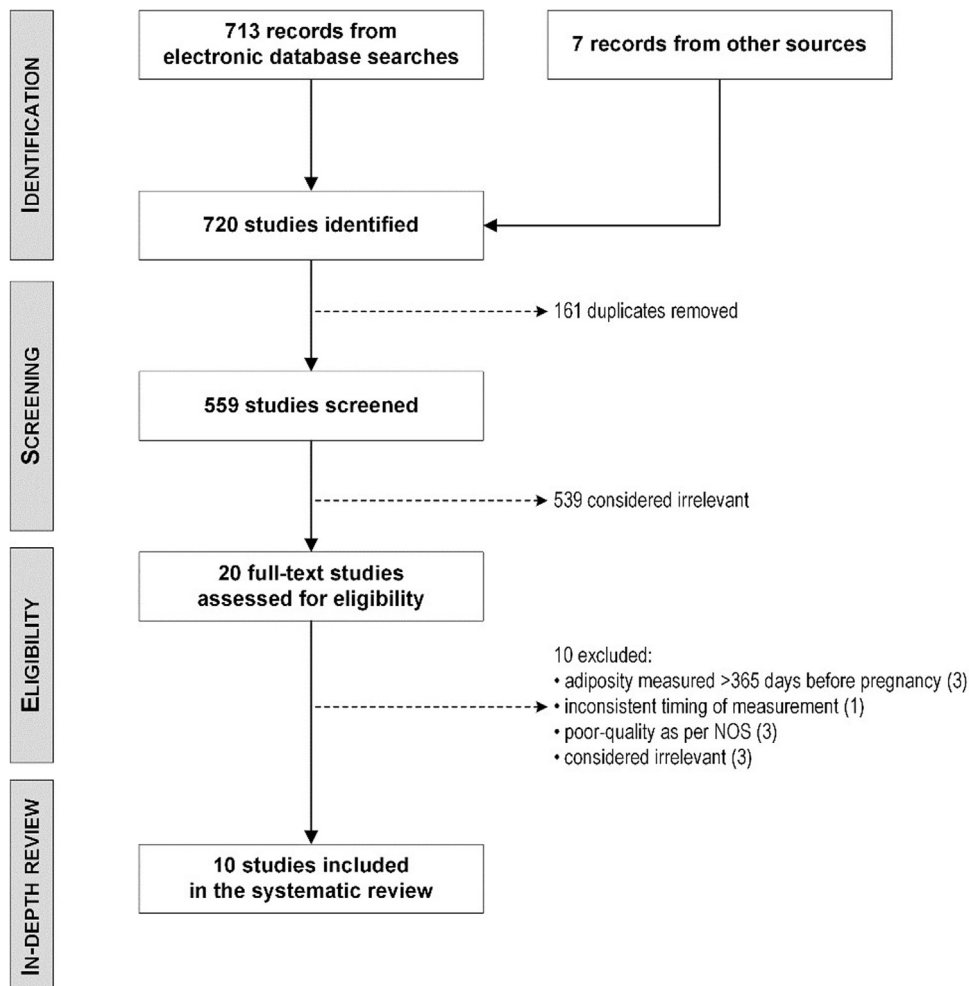 IDENTIFICATION
713 records from
electronic database searches
7 records from other sources
720 studies identified
SCREENING
161 duplicates removed
559 studies screened
539 considered irrelevant
ELIGIBILITY
20 full-text studies
assessed for eligibility
10 excluded:
• adiposity measured >365 days before pregnancy (3)
• inconsistent timing of measurement (1)
• poor-quality as per NOS (3)
• considered irrelevant (3)
IN-DEPTH REVIEW
10 studies included
in the systematic review